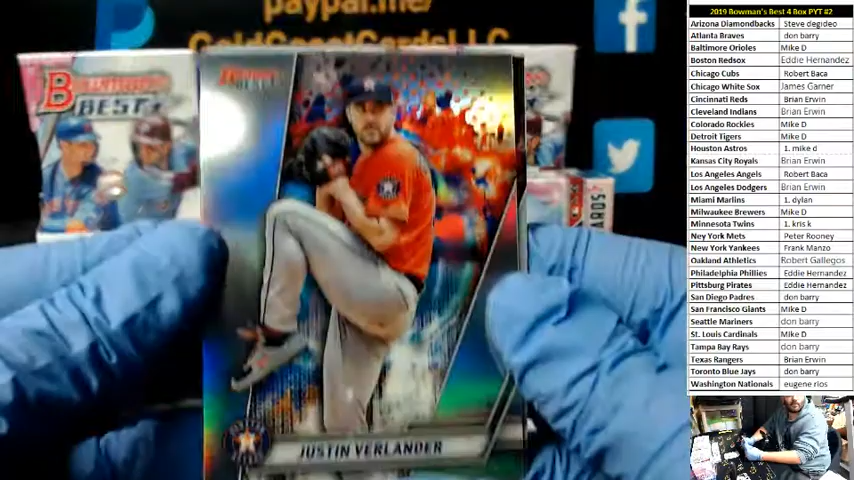 paypal.me/
GoldCoastCardsLLC
BOWMAN'S
BEST
JUSTIN VERLANDER
CARDS
2019 Bowman's Best 4 Box PYT #2
Arizona Diamondbacks Steve degideo
Atlanta Braves don barry
Baltimore Orioles Mike D
Boston Redsox Eddie Hernandez
Chicago Cubs Robert Baca
Chicago White Sox James Garner
Cincinnati Reds Brian Erwin
Cleveland Indians Brian Erwin
Colorado Rockies Mike D
Detroit Tigers Mike D
Houston Astros 1. mike d
Kansas City Royals Brian Erwin
Los Angeles Angels Robert Baca
Los Angeles Dodgers Brian Erwin
Miami Marlins 1. dylan
Milwaukee Brewers Mike D
Minnesota Twins 1. kris k
Ney York Mets Peter Rooney
New York Yankees Frank Manzo
Oakland Athletics Robert Gallegos
Philadelphia Phillies Eddie Hernandez
Pittsburg Pirates Eddie Hernandez
San Diego Padres don barry
San Francisco Giants Mike D
Seattle Mariners don barry
St. Louis Cardinals Mike D
Tampa Bay Rays don barry
Texas Rangers Brian Erwin
Toronto Blue Jays don barry
Washington Nationals eugene rios